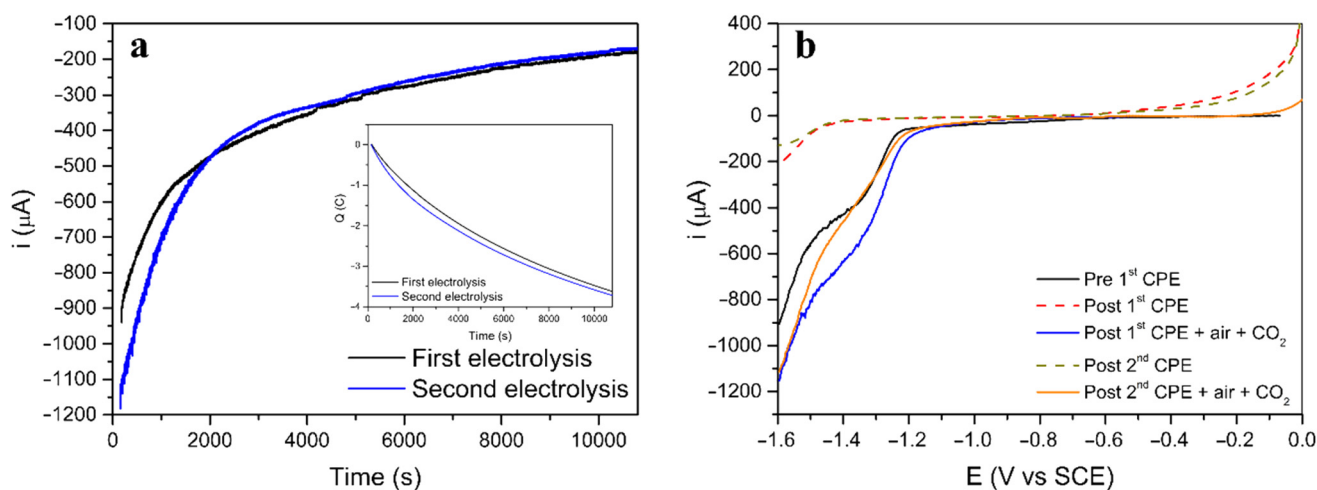 a
−100
−200
−300
−400
−500
−600
−700
−800
−900
−1000
−1100
−1200
i (μA)
0
2000
4000
6000
8000
10000
Time (s)
0
−1
−2
−3
−4
Q (C)
First electrolysis
Second electrolysis
0
2000
4000
6000
8000
10000
Time (s)
First electrolysis
Second electrolysis
b
400
200
0
−200
−400
−600
−800
−1000
−1200
i (μA)
Pre 1st CPE
Post 1st CPE
Post 1st CPE + air + CO2
Post 2nd CPE
Post 2nd CPE + air + CO2
−1.6
−1.4
−1.2
−1.0
−0.8
−0.6
−0.4
−0.2
0.0
E (V vs SCE)